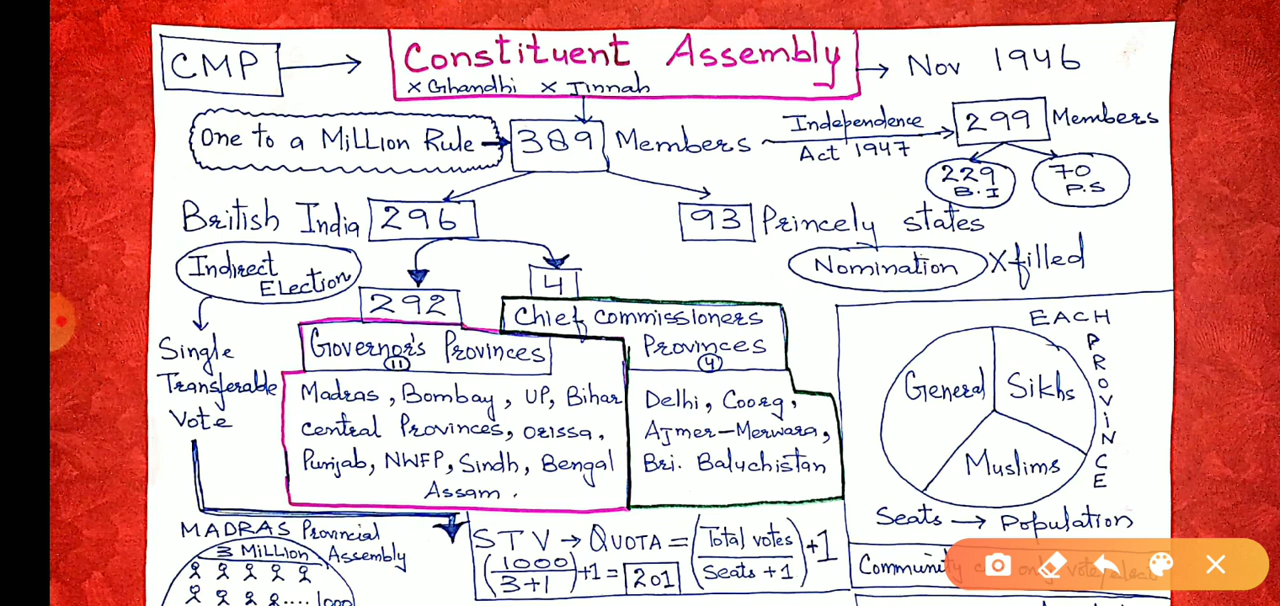 CMP → Constituent Assembly → Nov 1946
× Ghandhi × Jinnah
One to a Million Rule → 389 Members Independence Act 1947 → 299 Members
229 B.I 70 P.S
British India 296 93 Princely states
Indirect Election Nomination × filled
292 4
Governor's Provinces 11
Chief Commissioners Provinces 4
Single Transferable Vote
Madras, Bombay, UP, Bihar
Central Provinces, Orissa,
Punjab, NWFP, Sindh, Bengal
Assam.
Delhi, Coorg,
Ajmer-Merwara,
Bri. Baluchistan
EACH PROVINCE
General Sikhs
Muslims
Seats → Population
Community
MADRAS Provincial Assembly
3 MILLION
.... 1000
STV → QUOTA = (Total votes / Seats + 1) + 1
(1000 / 3+1) + 1 = 201